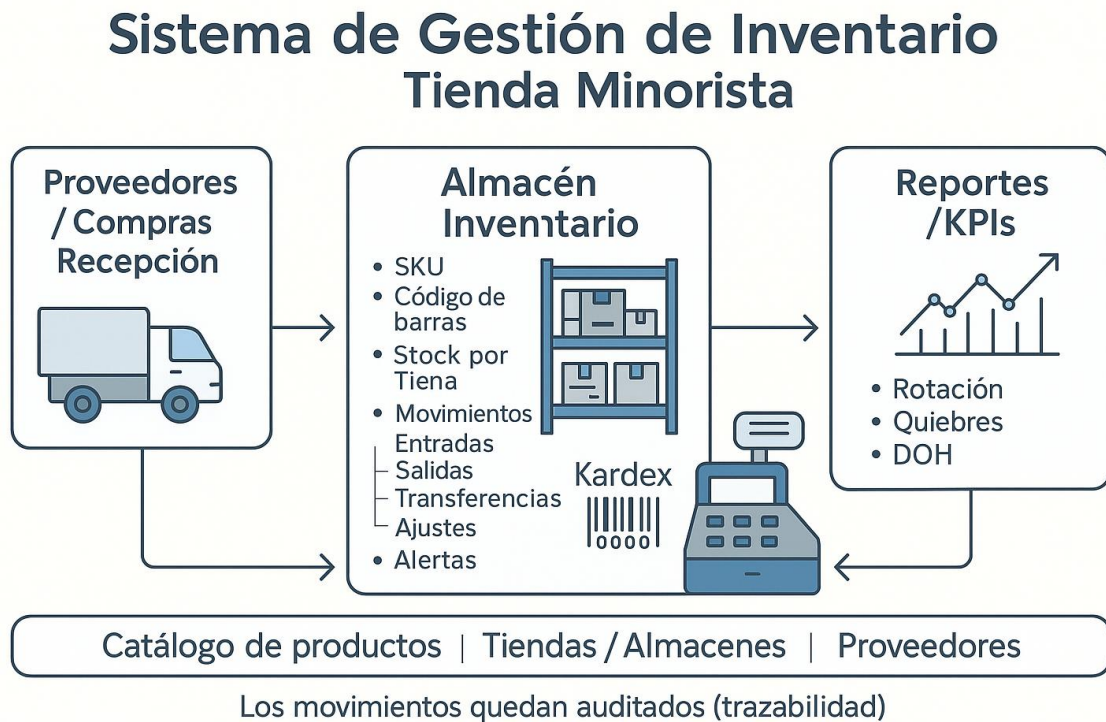 Sistema de Gestión de Inventario
Tienda Minorista
Proveedores
/ Compras
Recepción
Almacén
Invenıntario
• SKU
• Código de
barras
• Stock por
Tiena
• Movimientos
Entradas
Salidas
Transferencias
Ajustes
• Alertas
Kardex
0000
Reportes
/KPIs
• Rotación
• Quiebres
• DOH
Catálogo de productos | Tiendas / Almacenes | Proveedores
Los movimientos quedan auditados (trazabilidad)